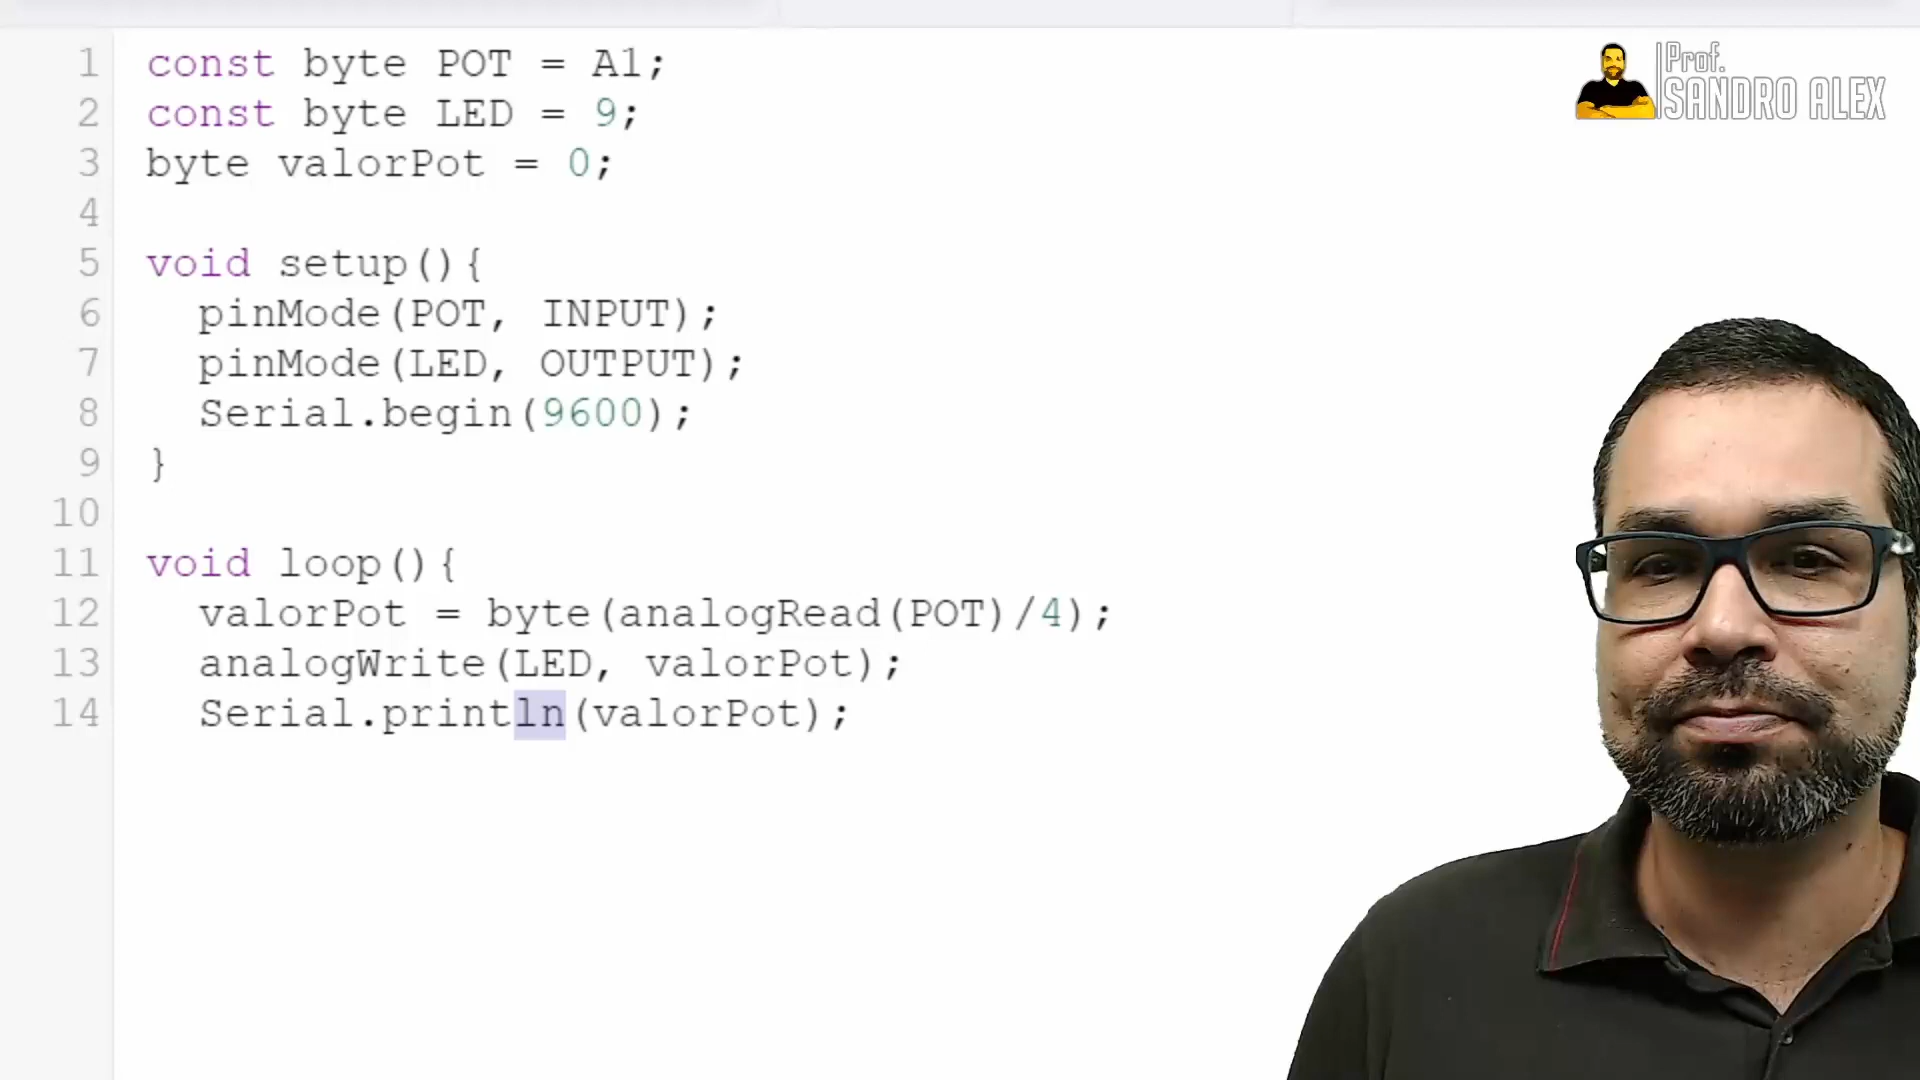 Prof.
SANDRO ALEX
1 const byte POT = A1;
2 const byte LED = 9;
3 byte valorPot = 0;
4
5 void setup(){
6   pinMode(POT, INPUT);
7   pinMode(LED, OUTPUT);
8   Serial.begin(9600);
9 }
10
11 void loop(){
12   valorPot = byte(analogRead(POT)/4);
13   analogWrite(LED, valorPot);
14   Serial.println(valorPot);